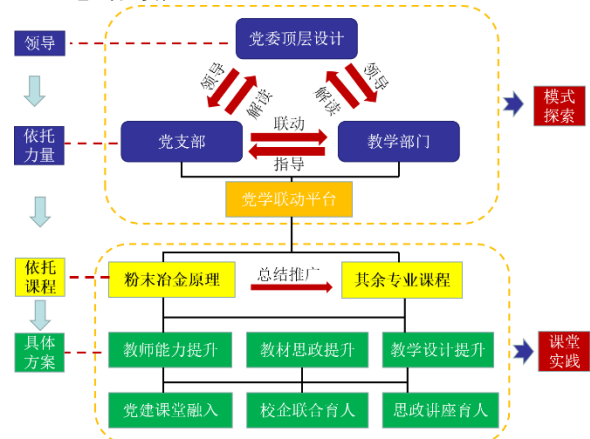 领导
党委顶层设计
领导
解读
领导
解读
模式
探索
依托
力量
党支部
联动
指导
教学部门
党学联动平台
依托
课程
粉末冶金原理
总结推广
其余专业课程
具体
方案
教师能力提升
教材思政提升
教学设计提升
课堂
实践
党建课堂融入
校企联合育人
思政讲座育人